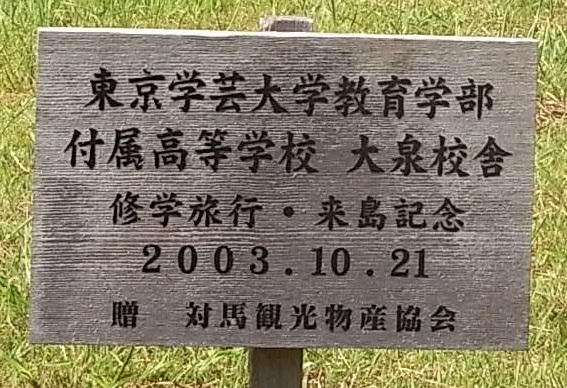 東京学芸大学教育学部
付属高等学校 大泉校舎
修学旅行・来島記念
2003.10.21
贈 対馬観光物産協会